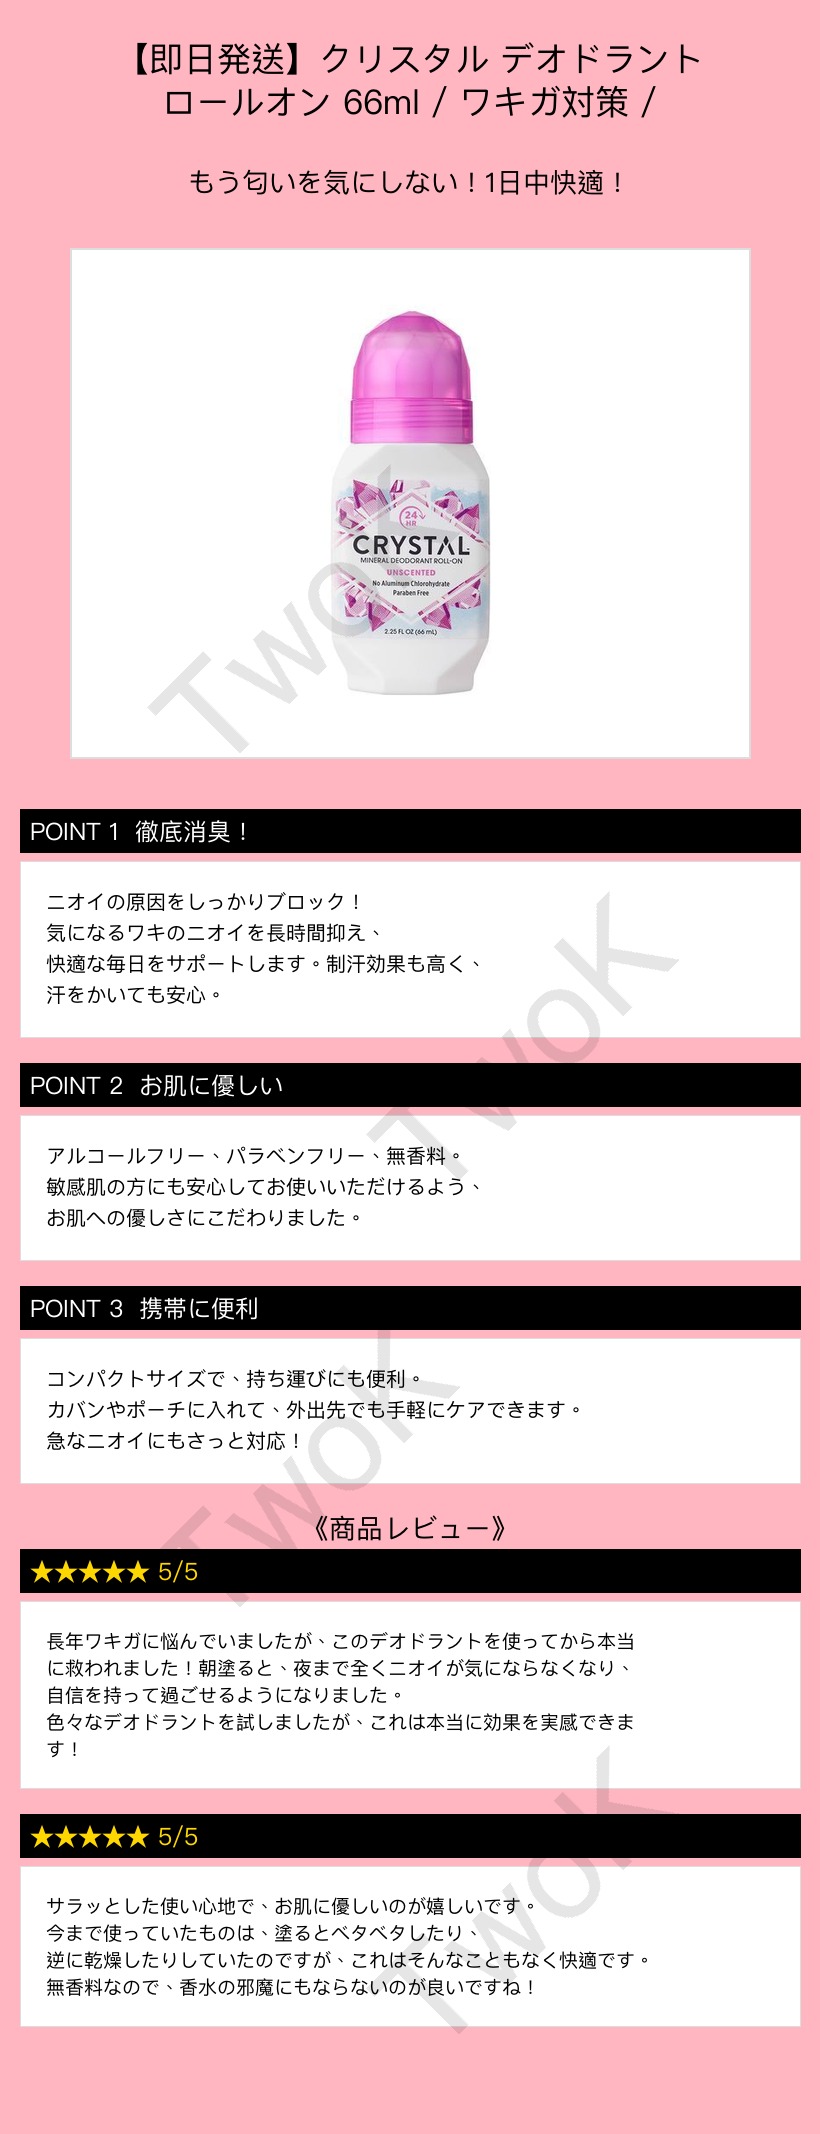 【即日発送】クリスタル デオドラント
ロールオン 66ml / ワキガ対策 /
もう匂いを気にしない！1日中快適！
24
HR
CRYSTAL
MINERAL DEODORANT ROLL-ON
UNSCENTED
No Aluminum Chlorohydrate
Paraben Free
2.25 FL OZ (66 mL)
TwoK
POINT 1 徹底消臭！
ニオイの原因をしっかりブロック！
気になるワキのニオイを長時間抑え、
快適な毎日をサポートします。制汗効果も高く、
汗をかいても安心。
TwoK
POINT 2 お肌に優しい
アルコールフリー、パラベンフリー、無香料。
敏感肌の方にも安心してお使いいただけるよう、
お肌への優しさにこだわりました。
POINT 3 携帯に便利
コンパクトサイズで、持ち運びにも便利。
カバンやポーチに入れて、外出先でも手軽にケアできます。
急なニオイにもさっと対応！
TwoK
《商品レビュー》
★★★★★ 5/5
長年ワキガに悩んでいましたが、このデオドラントを使ってから本当
に救われました！朝塗ると、夜まで全くニオイが気にならなくなり、
自信を持って過ごせるようになりました。
色々なデオドラントを試しましたが、これは本当に効果を実感できま
す！
★★★★★ 5/5
サラッとした使い心地で、お肌に優しいのが嬉しいです。
今まで使っていたものは、塗るとベタベタしたり、
逆に乾燥したりしていたのですが、これはそんなこともなく快適です。
無香料なので、香水の邪魔にもならないのが良いですね！
TwoK